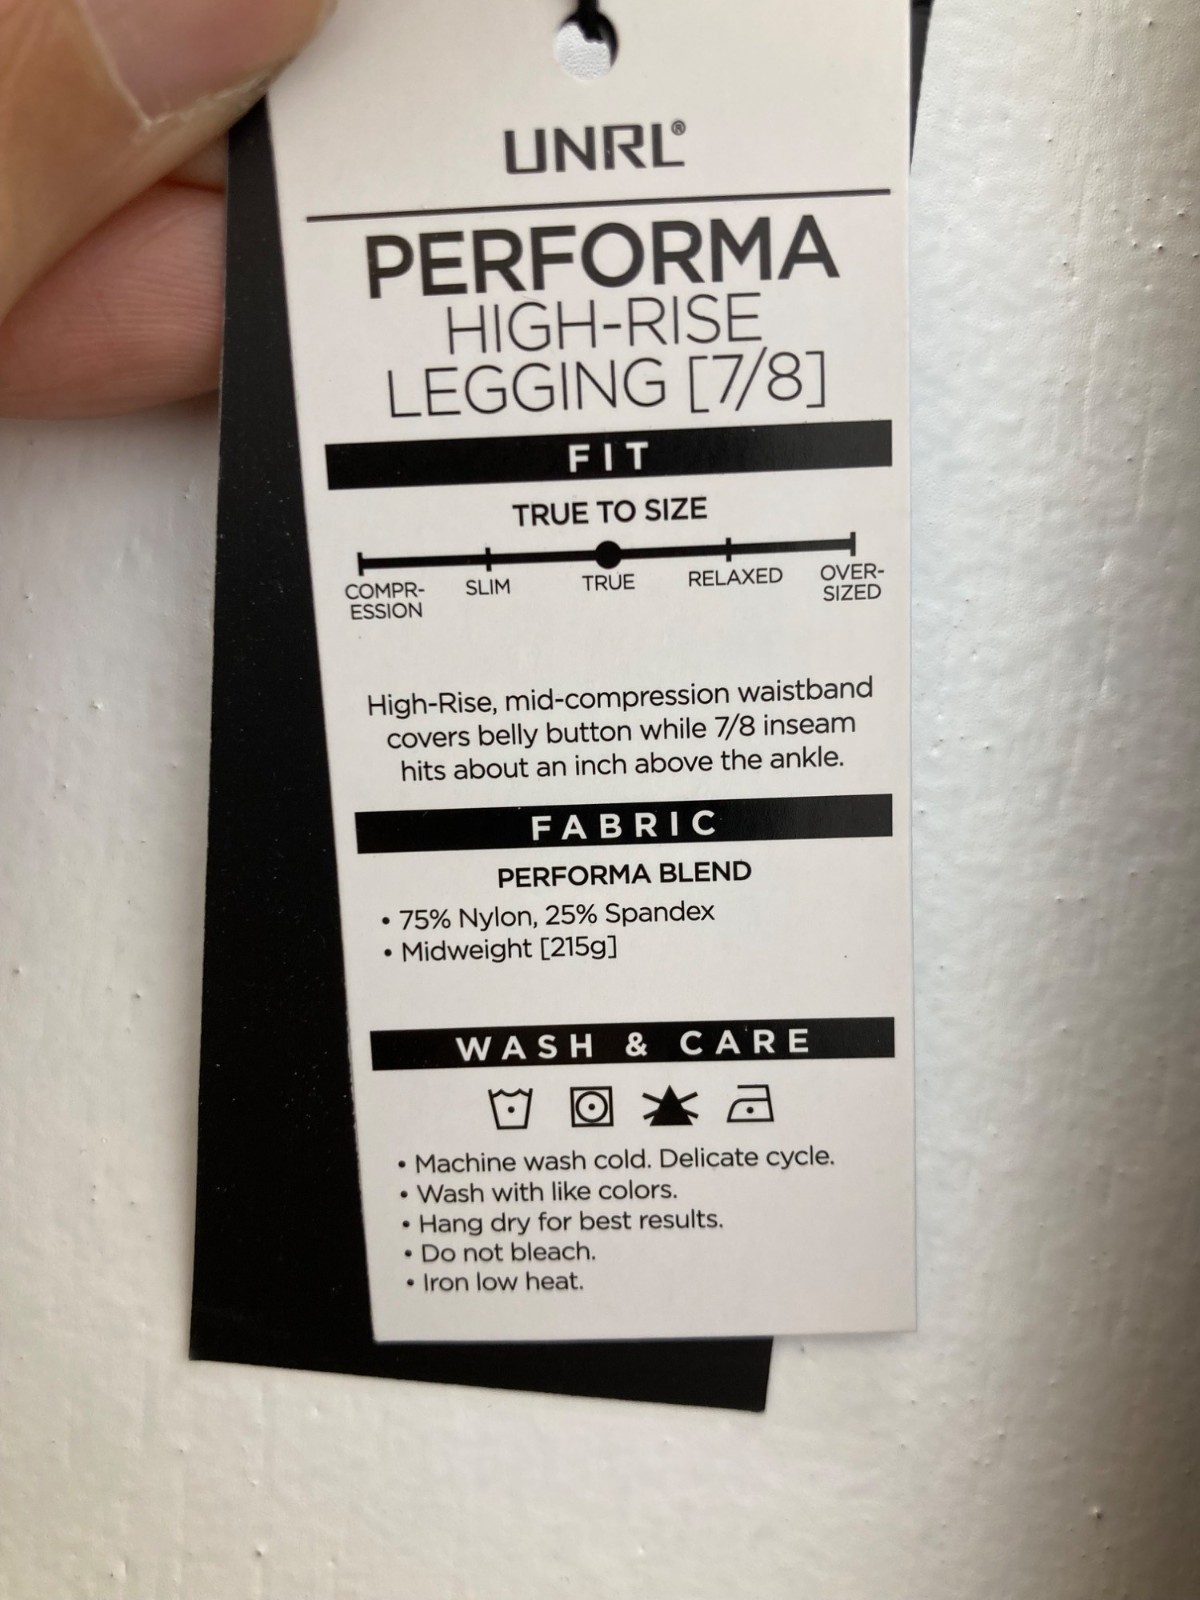 UNRL®
PERFORMA
HIGH-RISE
LEGGING [7/8]
FIT
TRUE TO SIZE
COMPR-
ESSION
SLIM
TRUE
RELAXED
OVER-
SIZED
High-Rise, mid-compression waistband
covers belly button while 7/8 inseam
hits about an inch above the ankle.
FABRIC
PERFORMA BLEND
• 75% Nylon, 25% Spandex
• Midweight [215g]
WASH & CARE
• Machine wash cold. Delicate cycle.
• Wash with like colors.
• Hang dry for best results.
• Do not bleach.
• Iron low heat.